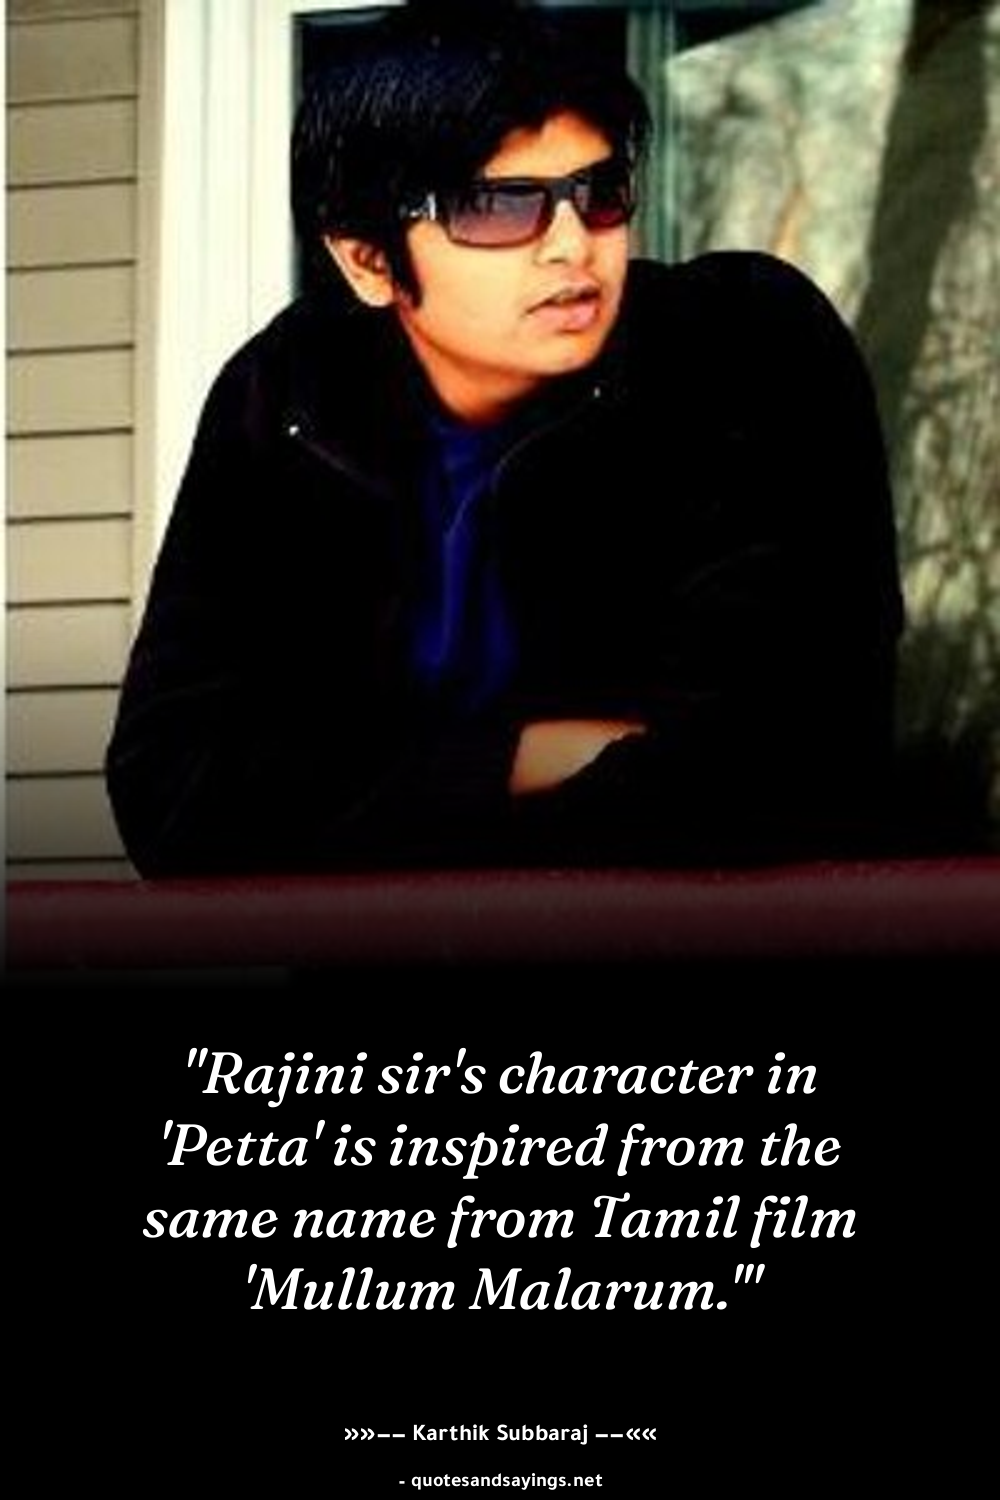 "Rajini sir's character in
'Petta' is inspired from the
same name from Tamil film
'Mullum Malarum.'"
»»–– Karthik Subbaraj ––««
- quotesandsayings.net